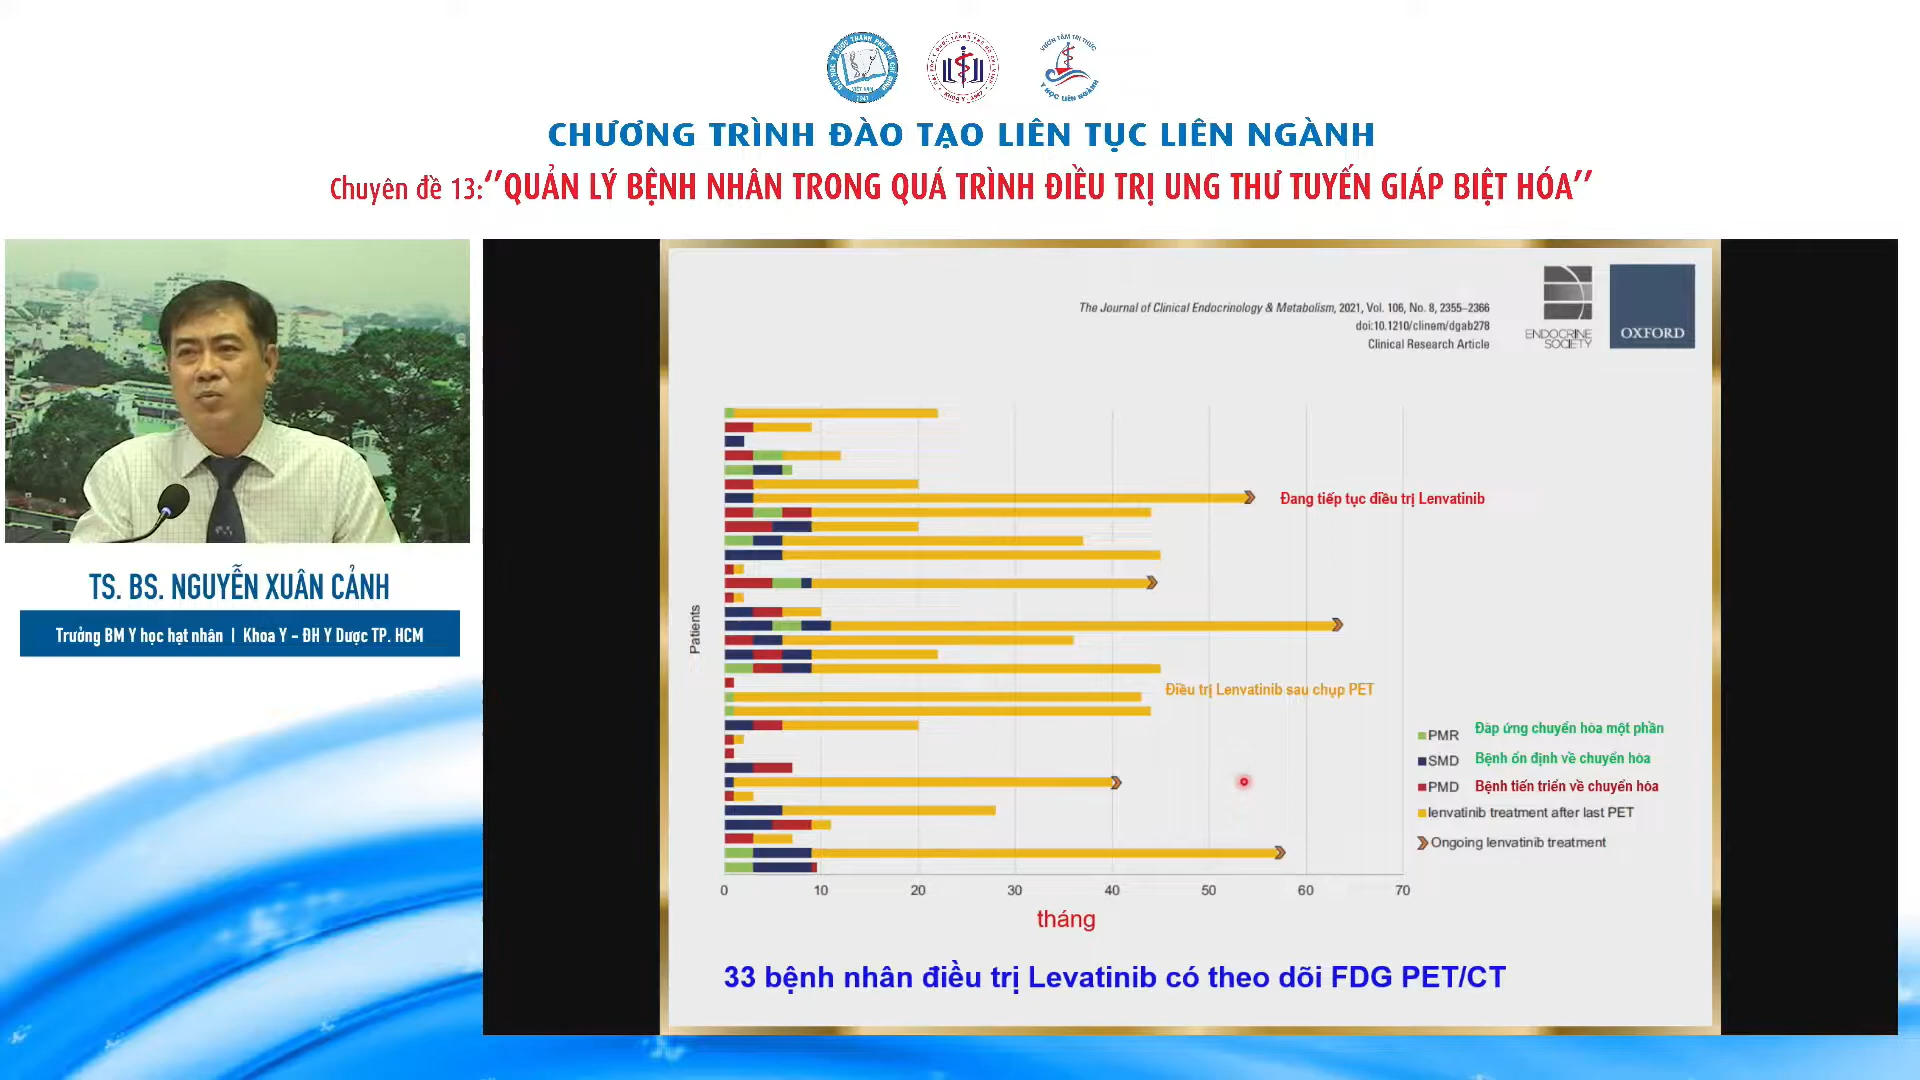 CHƯƠNG TRÌNH ĐÀO TẠO LIÊN TỤC LIÊN NGÀNH
Chuyên đề 13:‘‘QUẢN LÝ BỆNH NHÂN TRONG QUÁ TRÌNH ĐIỀU TRỊ UNG THƯ TUYẾN GIÁP BIỆT HÓA’’
TS. BS. NGUYỄN XUÂN CẢNH
Trưởng BM Y học hạt nhân | Khoa Y – ĐH Y Dược TP. HCM
The Journal of Clinical Endocrinology & Metabolism, 2021, Vol. 106, No. 8, 2355–2366
doi:10.1210/clinem/dgab278
Clinical Research Article
ENDOCRINE
SOCIETY
OXFORD
Đang tiếp tục điều trị Lenvatinib
Patients
Điều trị Lenvatinib sau chụp PET
PMR Đáp ứng chuyển hóa một phần
SMD Bệnh ổn định về chuyển hóa
PMD Bệnh tiến triển về chuyển hóa
lenvatinib treatment after last PET
Ongoing lenvatinib treatment
0 10 20 30 40 50 60 70
tháng
33 bệnh nhân điều trị Levatinib có theo dõi FDG PET/CT